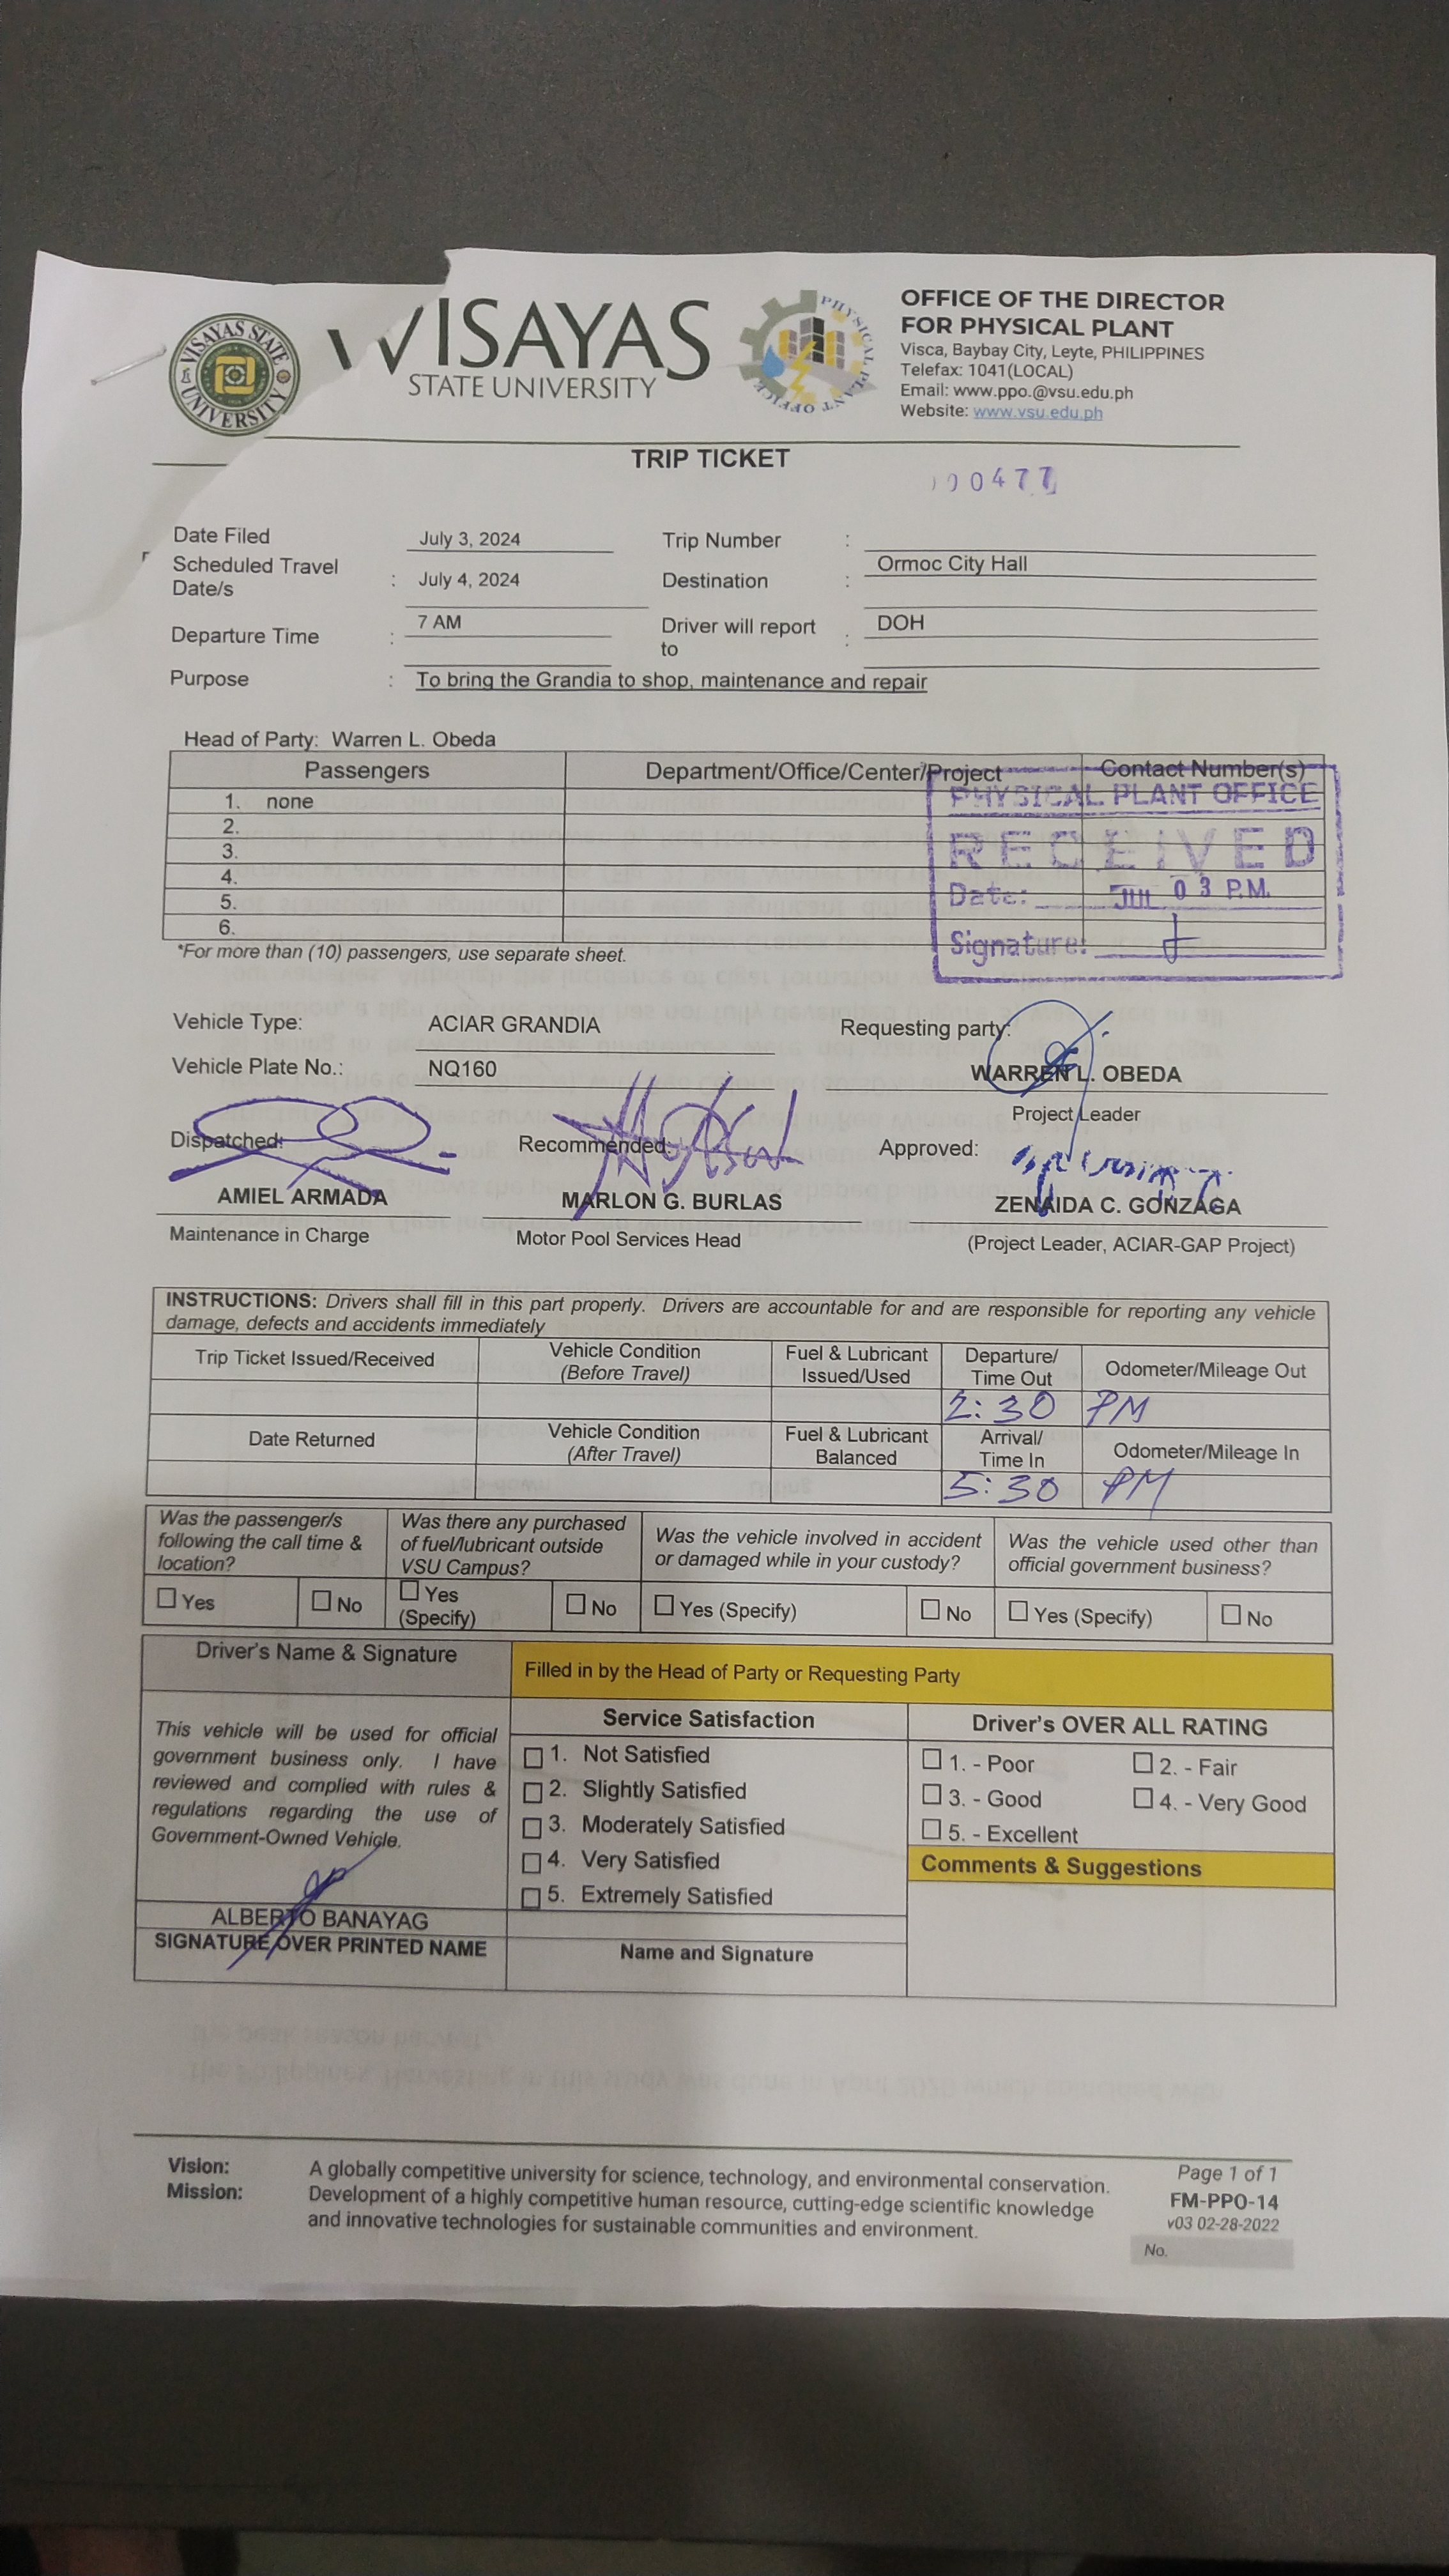 VISAYAS
STATE UNIVERSITY
VISAYAS STATE UNIVERSITY
PHYSICAL PLANT OFFICE
OFFICE OF THE DIRECTOR
FOR PHYSICAL PLANT
Visca, Baybay City, Leyte, PHILIPPINES
Telefax: 1041(LOCAL)
Email: www.ppo.@vsu.edu.ph
Website: www.vsu.edu.ph
TRIP TICKET
00477
Date Filed July 3, 2024 Trip Number :
Scheduled Travel Date/s : July 4, 2024 Destination : Ormoc City Hall
Departure Time : 7 AM Driver will report to : DOH
Purpose : To bring the Grandia to shop, maintenance and repair
Head of Party: Warren L. Obeda
Passengers Department/Office/Center/Project Contact Number(s)
1. none
2.
3.
4.
5.
6.
PHYSICAL PLANT OFFICE
RECEIVED
Date: JUL 03 P.M.
Signature:
*For more than (10) passengers, use separate sheet.
Vehicle Type: ACIAR GRANDIA Requesting party:
Vehicle Plate No.: NQ160 WARREN L. OBEDA
Project Leader
Dispatched: Recommended: Approved:
AMIEL ARMADA MARLON G. BURLAS ZENAIDA C. GONZAGA
Maintenance in Charge Motor Pool Services Head (Project Leader, ACIAR-GAP Project)
INSTRUCTIONS: Drivers shall fill in this part properly. Drivers are accountable for and are responsible for reporting any vehicle
damage, defects and accidents immediately
Trip Ticket Issued/Received Vehicle Condition (Before Travel) Fuel & Lubricant Issued/Used Departure/ Time Out Odometer/Mileage Out
2:30 PM
Date Returned Vehicle Condition (After Travel) Fuel & Lubricant Balanced Arrival/ Time In Odometer/Mileage In
5:30 PM
Was the passenger/s following the call time & location? Was there any purchased of fuel/lubricant outside VSU Campus? Was the vehicle involved in accident or damaged while in your custody? Was the vehicle used other than official government business?
Yes No Yes (Specify) No Yes (Specify) No Yes (Specify) No
Driver's Name & Signature Filled in by the Head of Party or Requesting Party
This vehicle will be used for official
government business only. I have
reviewed and complied with rules &
regulations regarding the use of
Government-Owned Vehicle.
ALBERTO BANAYAG
SIGNATURE OVER PRINTED NAME
Service Satisfaction
1. Not Satisfied
2. Slightly Satisfied
3. Moderately Satisfied
4. Very Satisfied
5. Extremely Satisfied
Name and Signature
Driver's OVER ALL RATING
1. - Poor 2. - Fair
3. - Good 4. - Very Good
5. - Excellent
Comments & Suggestions
Vision: A globally competitive university for science, technology, and environmental conservation.
Mission: Development of a highly competitive human resource, cutting-edge scientific knowledge
and innovative technologies for sustainable communities and environment.
Page 1 of 1
FM-PPO-14
v03 02-28-2022
No.